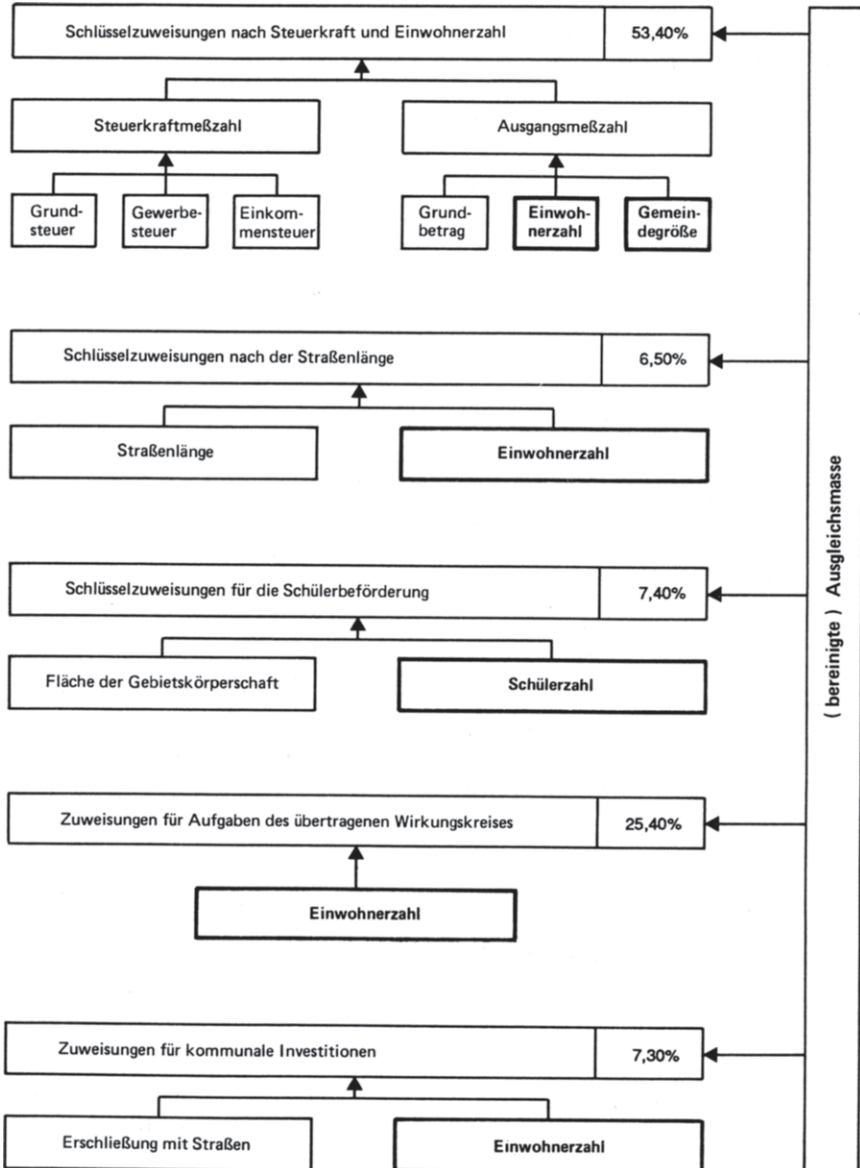 Schlüsselzuweisungen nach Steuerkraft und Einwohnerzahl 53,40%
Steuerkraftmeßzahl
Ausgangsmeßzahl
Grund-
steuer
Gewerbe-
steuer
Einkom-
mensteuer
Grund-
betrag
Einwoh-
nerzahl
Gemein-
degröße
Schlüsselzuweisungen nach der Straßenlänge 6,50%
Straßenlänge
Einwohnerzahl
Schlüsselzuweisungen für die Schülerbeförderung 7,40%
Fläche der Gebietskörperschaft
Schülerzahl
Zuweisungen für Aufgaben des übertragenen Wirkungskreises 25,40%
Einwohnerzahl
Zuweisungen für kommunale Investitionen 7,30%
Erschließung mit Straßen
Einwohnerzahl
( bereinigte ) Ausgleichsmasse